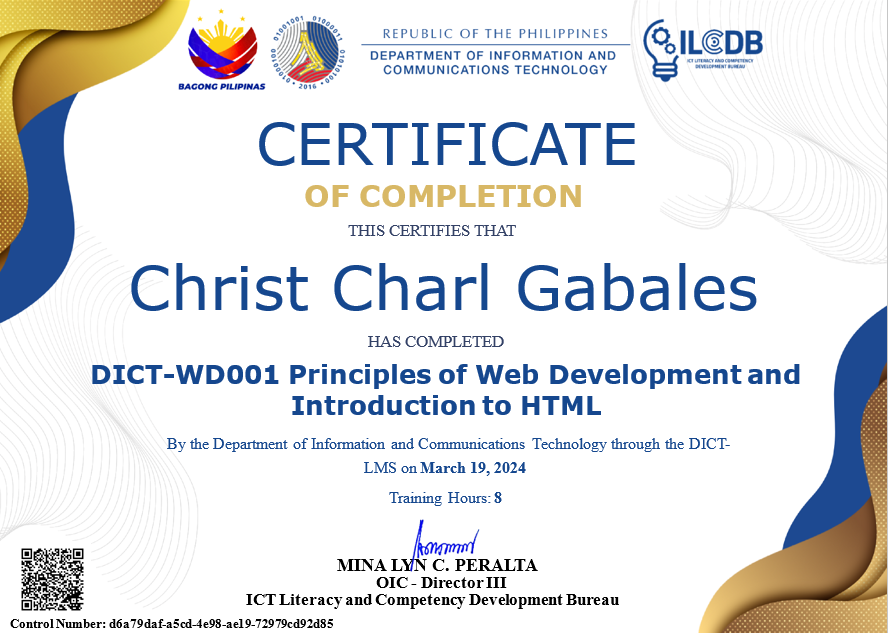 BAGONG PILIPINAS
01001001 01000011 01010100
2016
REPUBLIC OF THE PHILIPPINES
DEPARTMENT OF INFORMATION AND
COMMUNICATIONS TECHNOLOGY
ILCDB
ICT LITERACY AND COMPETENCY
DEVELOPMENT BUREAU
CERTIFICATE
OF COMPLETION
THIS CERTIFIES THAT
Christ Charl Gabales
HAS COMPLETED
DICT-WD001 Principles of Web Development and
Introduction to HTML
By the Department of Information and Communications Technology through the DICT-
LMS on March 19, 2024
Training Hours: 8
MINA LYN C. PERALTA
OIC - Director III
ICT Literacy and Competency Development Bureau
Control Number: d6a79daf-a5cd-4e98-ae19-72979cd92d85